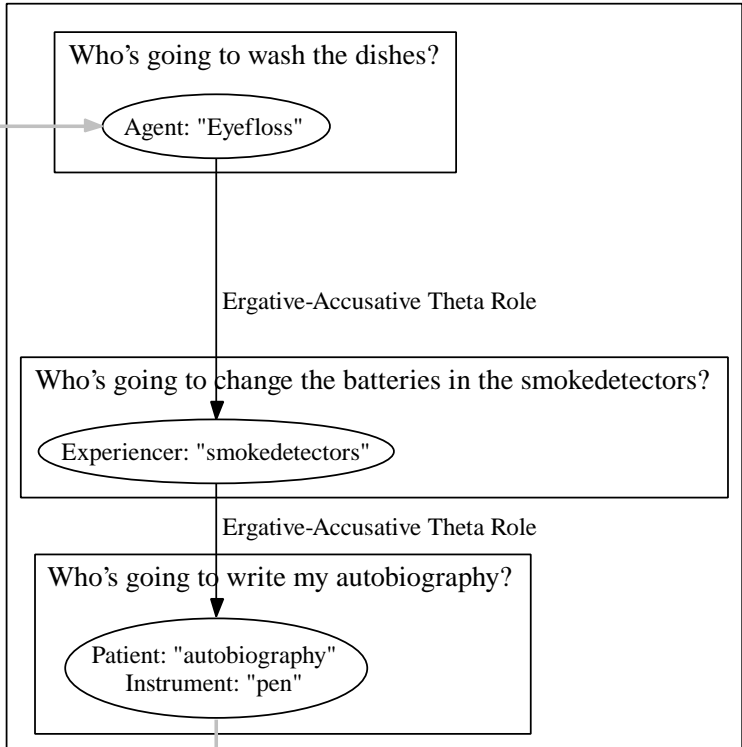 Who’s going to wash the dishes?
Agent: "Eyefloss"
Ergative-Accusative Theta Role
Who’s going to change the batteries in the smokedetectors?
Experiencer: "smokedetectors"
Ergative-Accusative Theta Role
Who’s going to write my autobiography?
Patient: "autobiography"
Instrument: "pen"